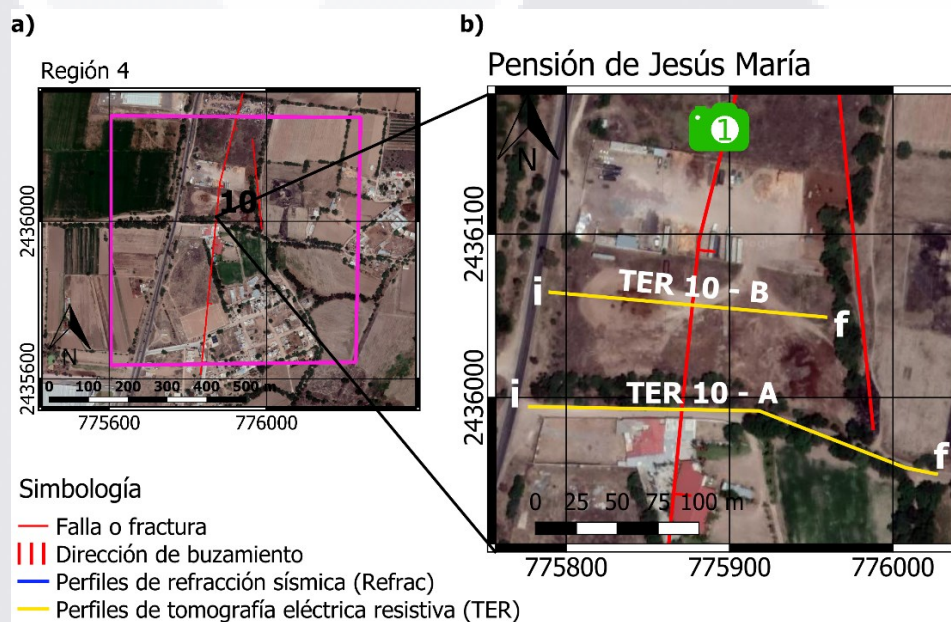 a)
Región 4
10
N
2436000
2435600
0 100 200 300 400 500 m
775600
776000
b)
Pensión de Jesús María
1
N
2436100
2436000
i
TER 10 - B
f
i
TER 10 - A
f
0 25 50 75 100 m
775800
775900
776000
Simbología
Falla o fractura
Dirección de buzamiento
Perfiles de refracción sísmica (Refrac)
Perfiles de tomografía eléctrica resistiva (TER)